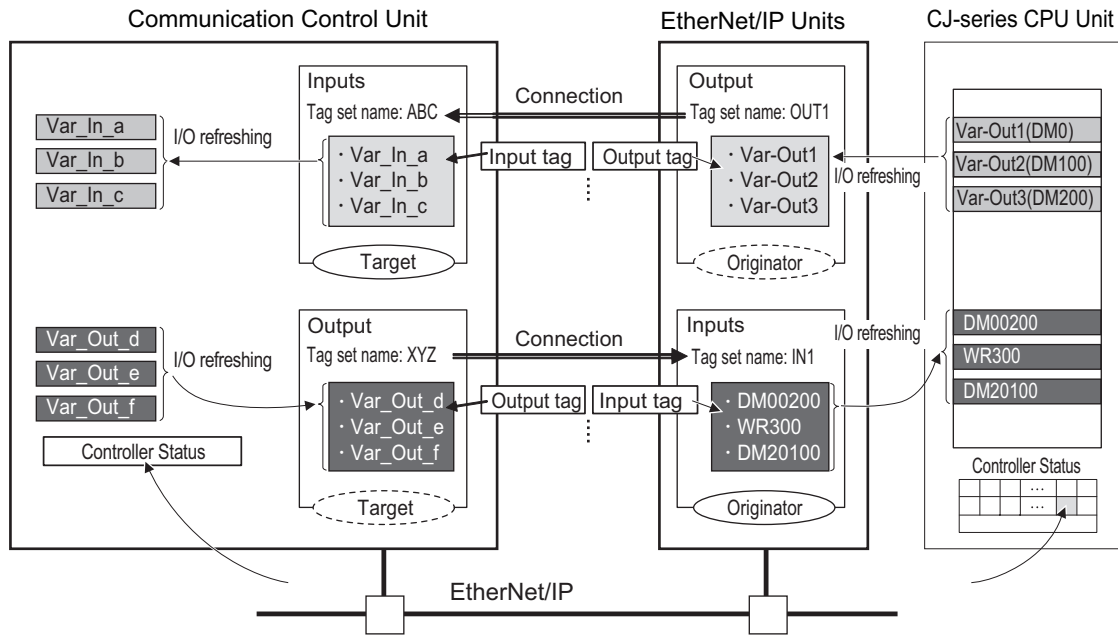 Communication Control Unit
EtherNet/IP Units
CJ-series CPU Unit
Inputs
Tag set name: ABC
Connection
Output
Tag set name: OUT1
Var_In_a
Var_In_b
Var_In_c
I/O refreshing
· Var_In_a
· Var_In_b
· Var_In_c
Input tag
Output tag
· Var-Out1
· Var-Out2
· Var-Out3
I/O refreshing
Var-Out1(DM0)
Var-Out2(DM100)
Var-Out3(DM200)
Target
Originator
Output
Tag set name: XYZ
Connection
Inputs
Tag set name: IN1
Var_Out_d
Var_Out_e
Var_Out_f
I/O refreshing
· Var_Out_d
· Var_Out_e
· Var_Out_f
Output tag
Input tag
· DM00200
· WR300
· DM20100
I/O refreshing
DM00200
WR300
DM20100
Controller Status
Target
Originator
Controller Status
...
...
EtherNet/IP